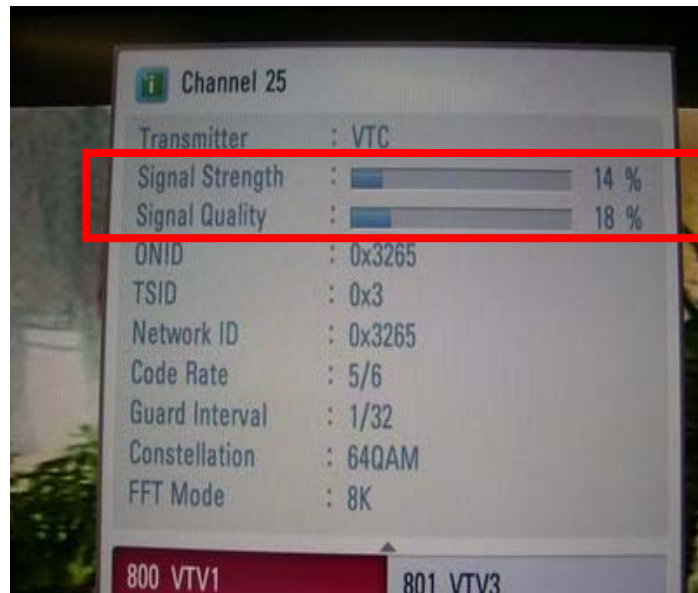 Channel 25
Transmitter : VTC
Signal Strength : 14 %
Signal Quality : 18 %
ONID : 0x3265
TSID : 0x3
Network ID : 0x3265
Code Rate : 5/6
Guard Interval : 1/32
Constellation : 64QAM
FFT Mode : 8K
800 VTV1 801 VTV3